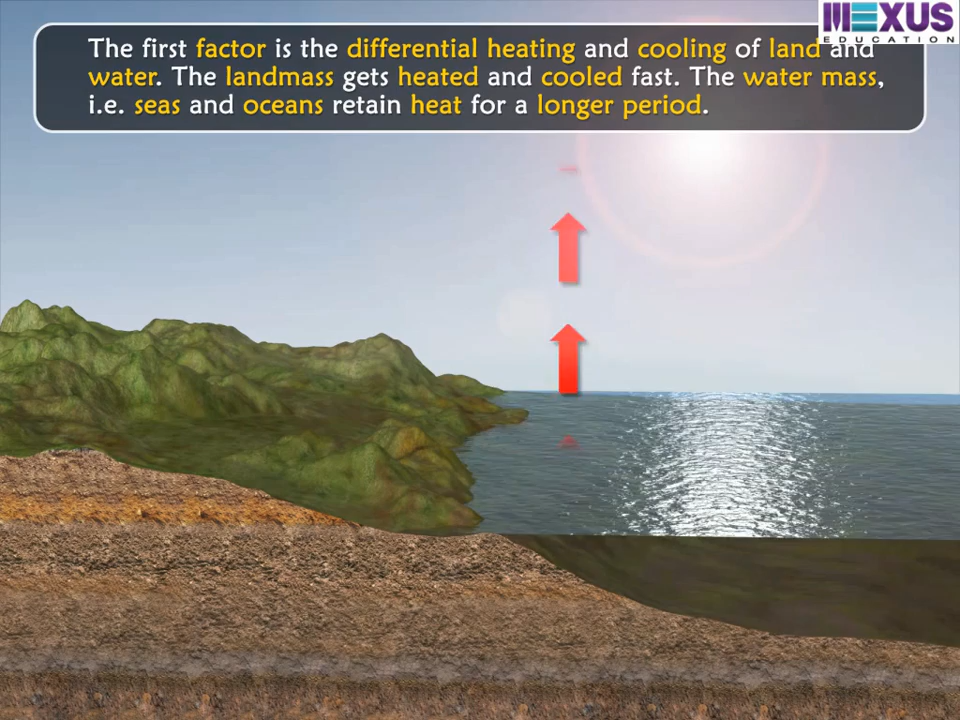 MEXUS
EDUCATION
The first factor is the differential heating and cooling of land and
water. The landmass gets heated and cooled fast. The water mass,
i.e. seas and oceans retain heat for a longer period.